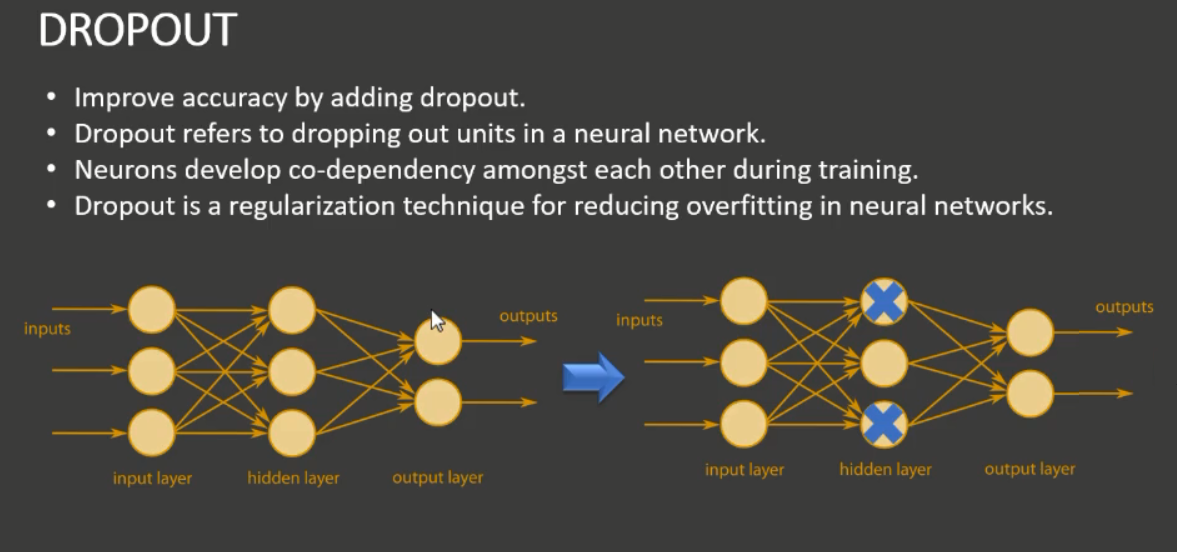 DROPOUT
• Improve accuracy by adding dropout.
• Dropout refers to dropping out units in a neural network.
• Neurons develop co-dependency amongst each other during training.
• Dropout is a regularization technique for reducing overfitting in neural networks.
inputs
outputs
input layer
hidden layer
output layer
inputs
outputs
input layer
hidden layer
output layer